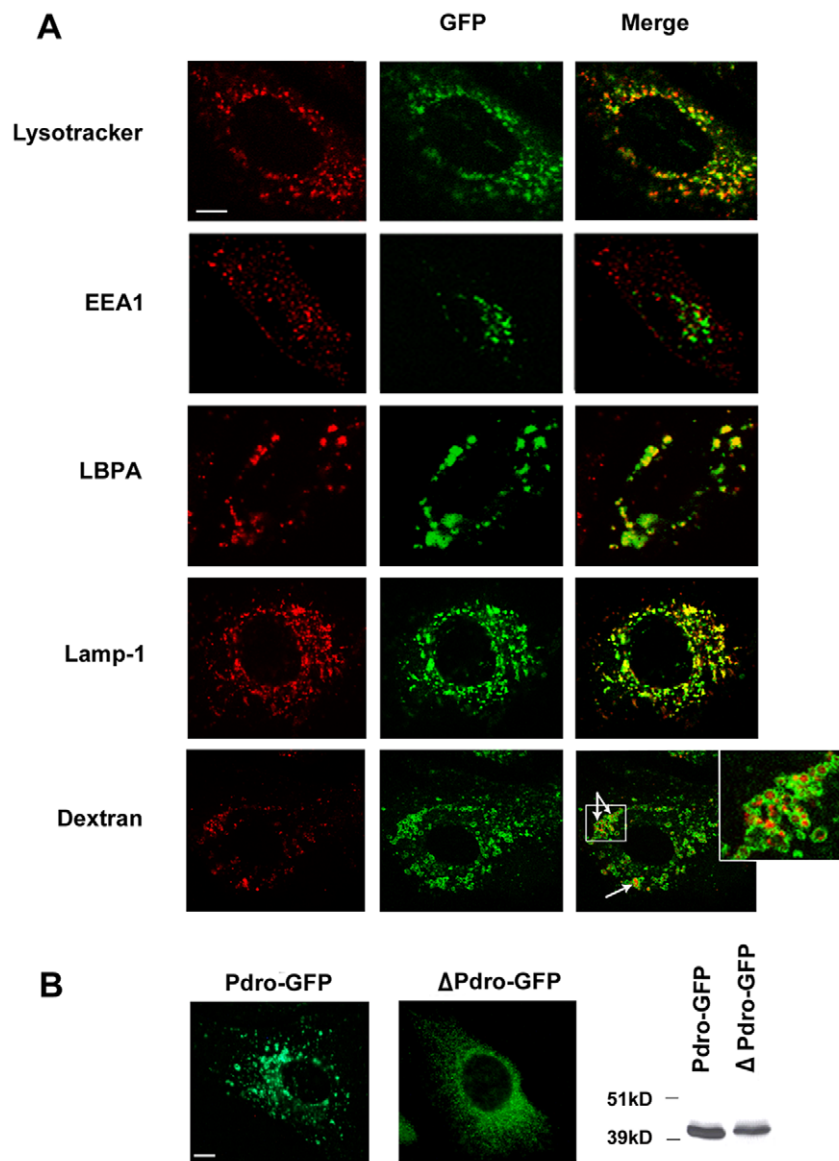 A
GFP
Merge
Lysotracker
EEA1
LBPA
Lamp-1
Dextran
B
Pdro-GFP
ΔPdro-GFP
Pdro-GFP
Δ Pdro-GFP
51kD
39kD